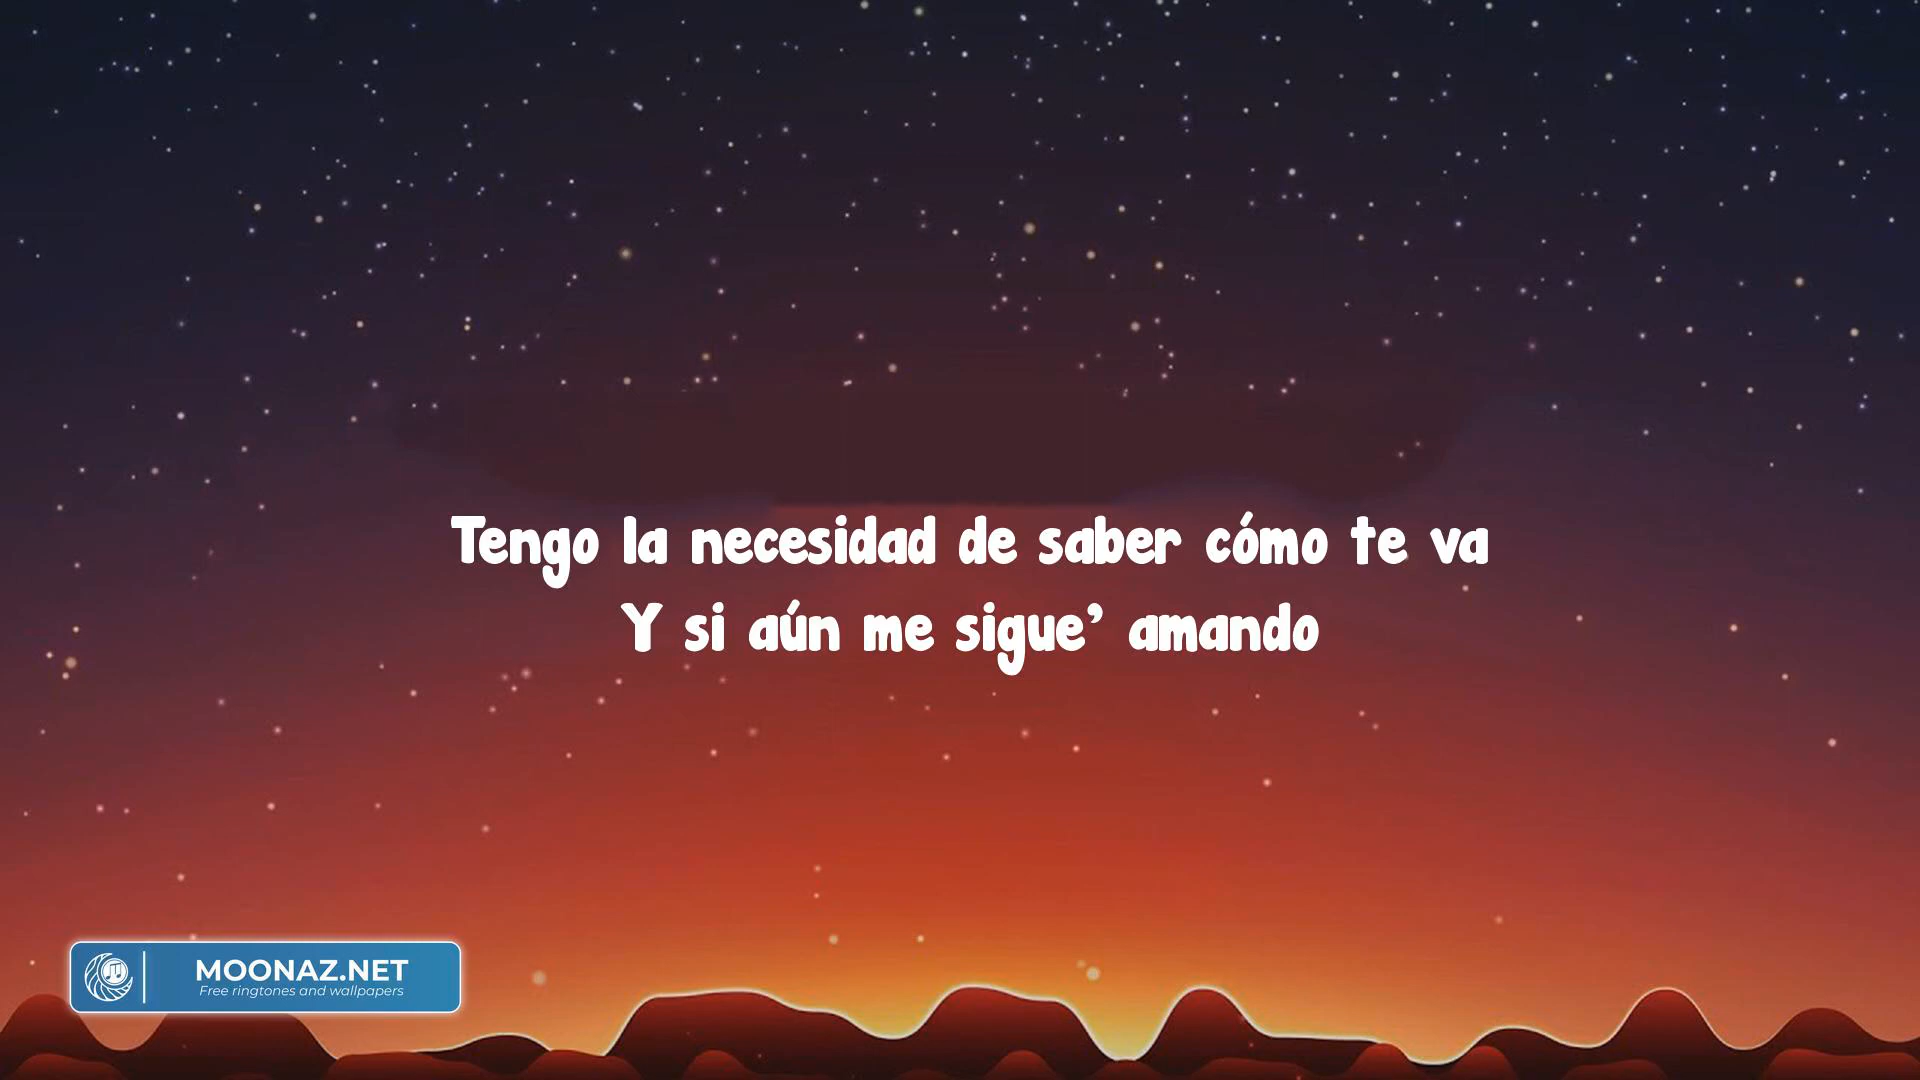 Tengo la necesidad de saber cómo te va
Y si aún me sigue’ amando
MOONAZ.NET
Free ringtones and wallpapers